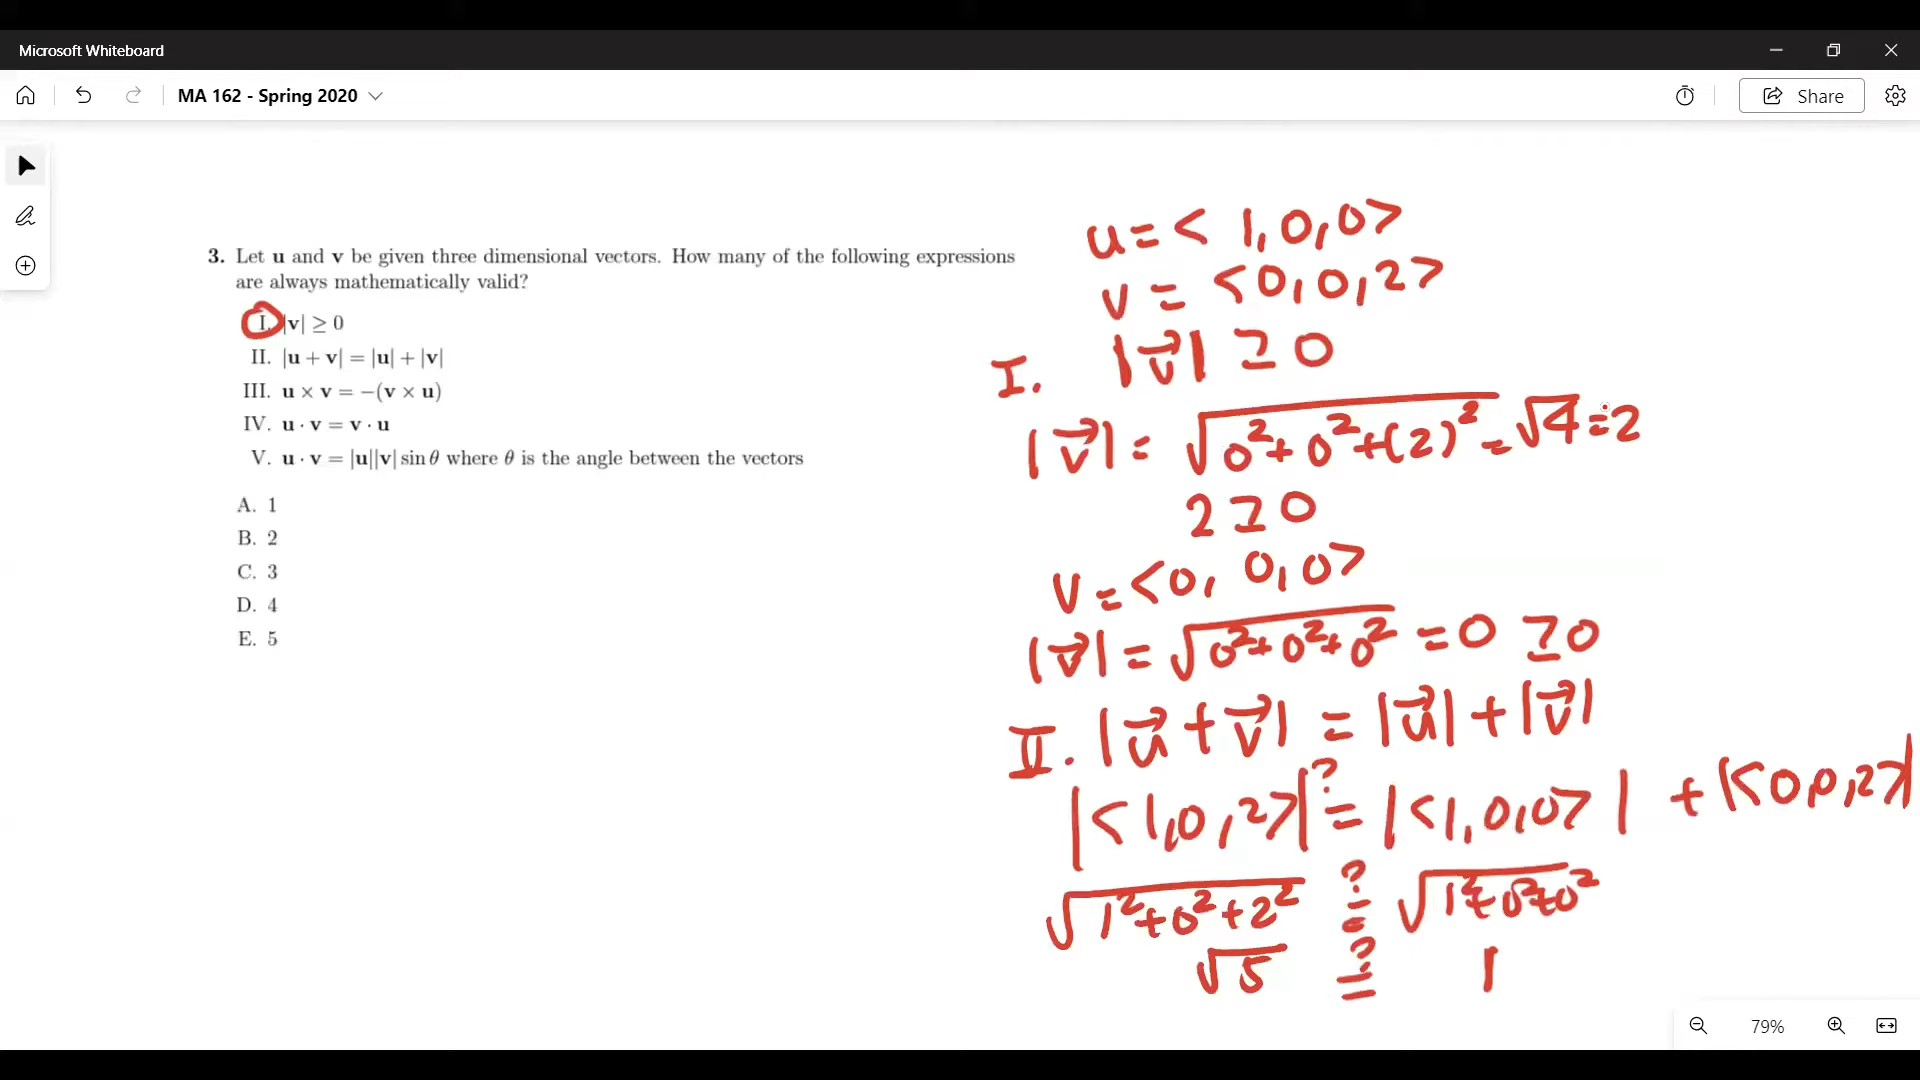 Microsoft Whiteboard
MA 162 - Spring 2020
Share
3. Let u and v be given three dimensional vectors. How many of the following expressions
are always mathematically valid?
I. |v| ≥ 0
II. |u + v| = |u| + |v|
III. u × v = −(v × u)
IV. u · v = v · u
V. u · v = |u||v| sin θ where θ is the angle between the vectors
A. 1
B. 2
C. 3
D. 4
E. 5
u = < 1, 0, 0>
v = <0, 0, 2>
I. |v⃗| ≥ 0
|v⃗| = √(0² + 0² + (2)²) = √4 = 2
2 ≥ 0
v = <0, 0, 0>
|v⃗| = √(0² + 0² + 0²) = 0 ≥ 0
II. |u⃗ + v⃗| = |u⃗| + |v⃗|
|<1, 0, 2>| ?= |<1, 0, 0>| + |<0, 0, 2>|
√(1² + 0² + 2²) ?= √(1² + 0² + 0²)
√5 ?= 1
79%